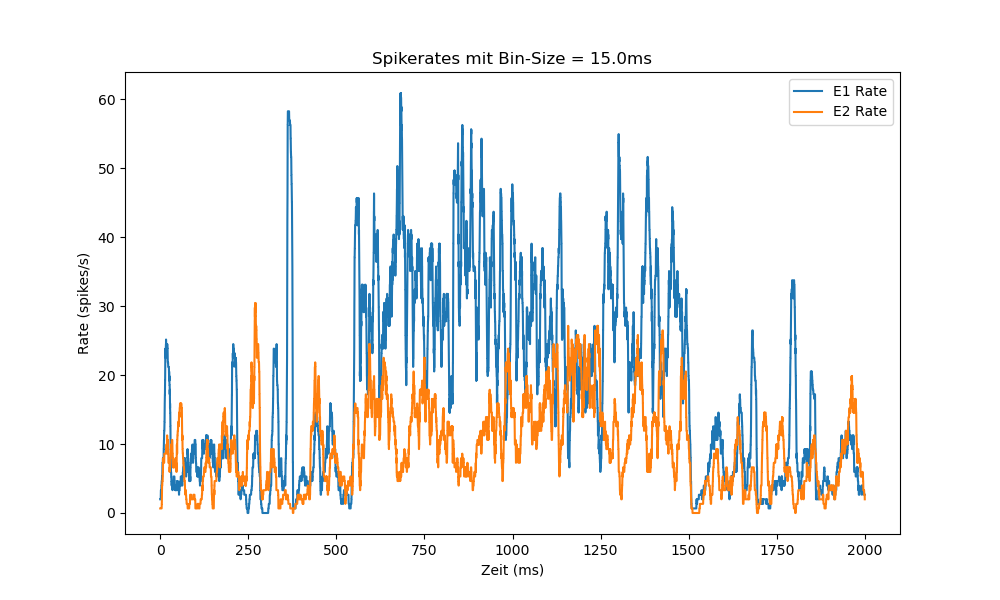 Spikerates mit Bin-Size = 15.0ms
E1 Rate
E2 Rate
60
50
40
30
20
10
0
Rate (spikes/s)
0 250 500 750 1000 1250 1500 1750 2000
Zeit (ms)